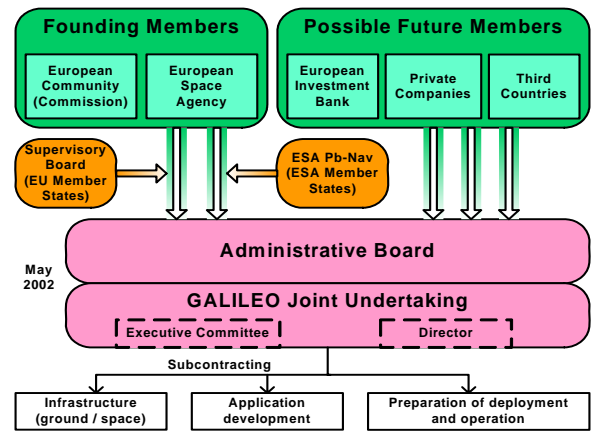 Founding Members
Possible Future Members
European
Community
(Commission)
European
Space
Agency
European
Investment
Bank
Private
Companies
Third
Countries
Supervisory
Board
(EU Member
States)
ESA Pb-Nav
(ESA Member
States)
Administrative Board
May
2002
GALILEO Joint Undertaking
Executive Committee
Director
Subcontracting
Infrastructure
(ground / space)
Application
development
Preparation of deployment
and operation